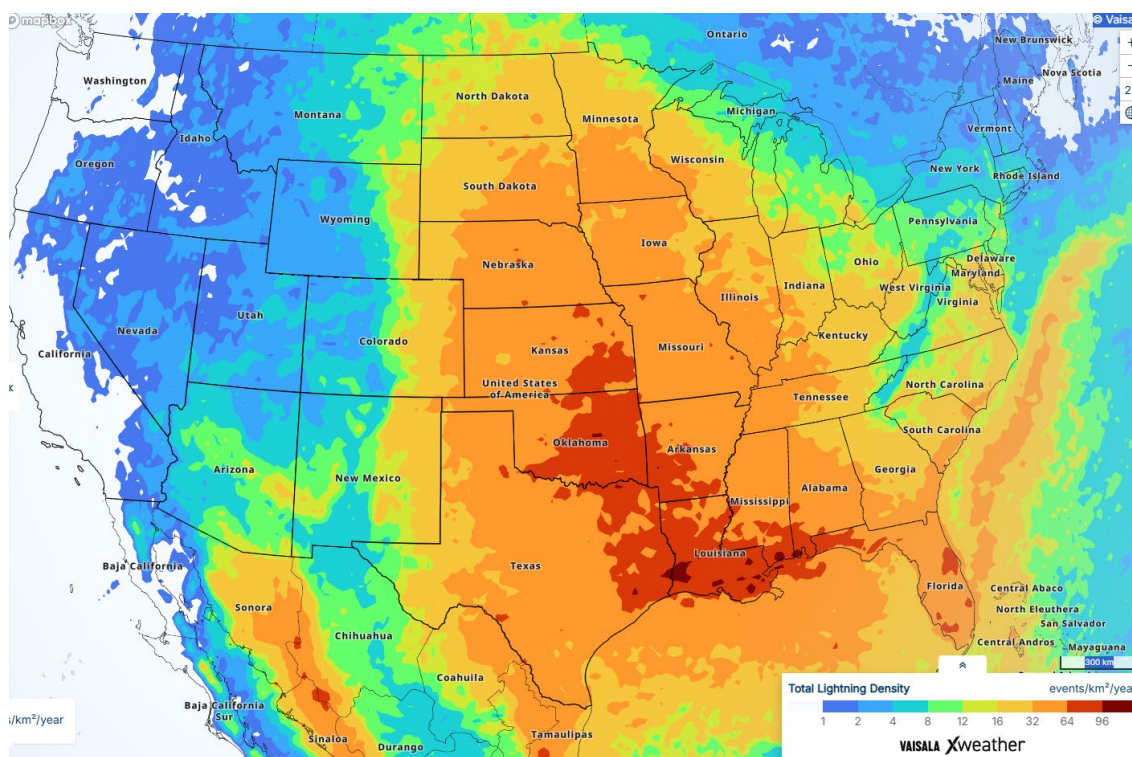 mapbox
© Vaisa
Ontario
New Brunswick
Nova Scotia
Maine
Washington
Montana
North Dakota
Minnesota
Michigan
Vermont
Idaho
Oregon
Wisconsin
New York
Rhode Island
South Dakota
Wyoming
Pennsylvania
Iowa
Nebraska
Ohio
Delaware
Maryland
Indiana
Illinois
West Virginia
Virginia
Utah
Nevada
Colorado
Kansas
Missouri
Kentucky
California
United States
of America
North Carolina
Tennessee
Oklahoma
Arkansas
South Carolina
Arizona
New Mexico
Georgia
Mississippi
Alabama
Louisiana
Baja California
Texas
Florida
Central Abaco
Sonora
North Eleuthera
San Salvador
Chihuahua
Central Andros
Mayaguana
Coahuila
300 km
Baja California
Sur
Total Lightning Density
events/km²/yea
s/km²/year
Sinaloa
Durango
Tamaulipas
1 2 4 8 12 16 32 64 96
VAISALA Xweather